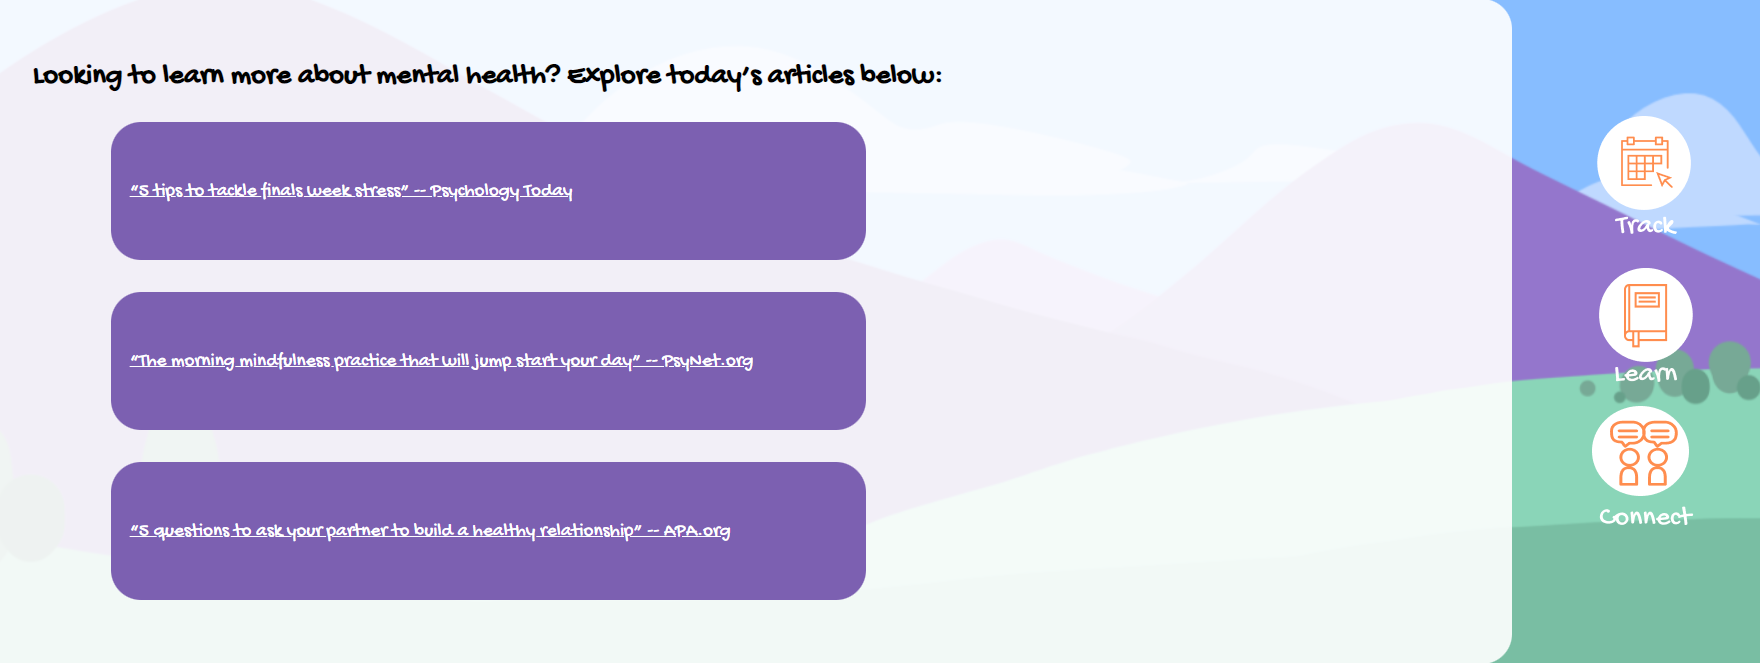 Looking to learn more about mental health? Explore today's articles below:
"5 tips to tackle finals week stress" -- Psychology Today
"The morning mindfulness practice that will jump start your day" -- PsyNet.org
"5 questions to ask your partner to build a healthy relationship" -- APA.org
Track
Learn
Connect